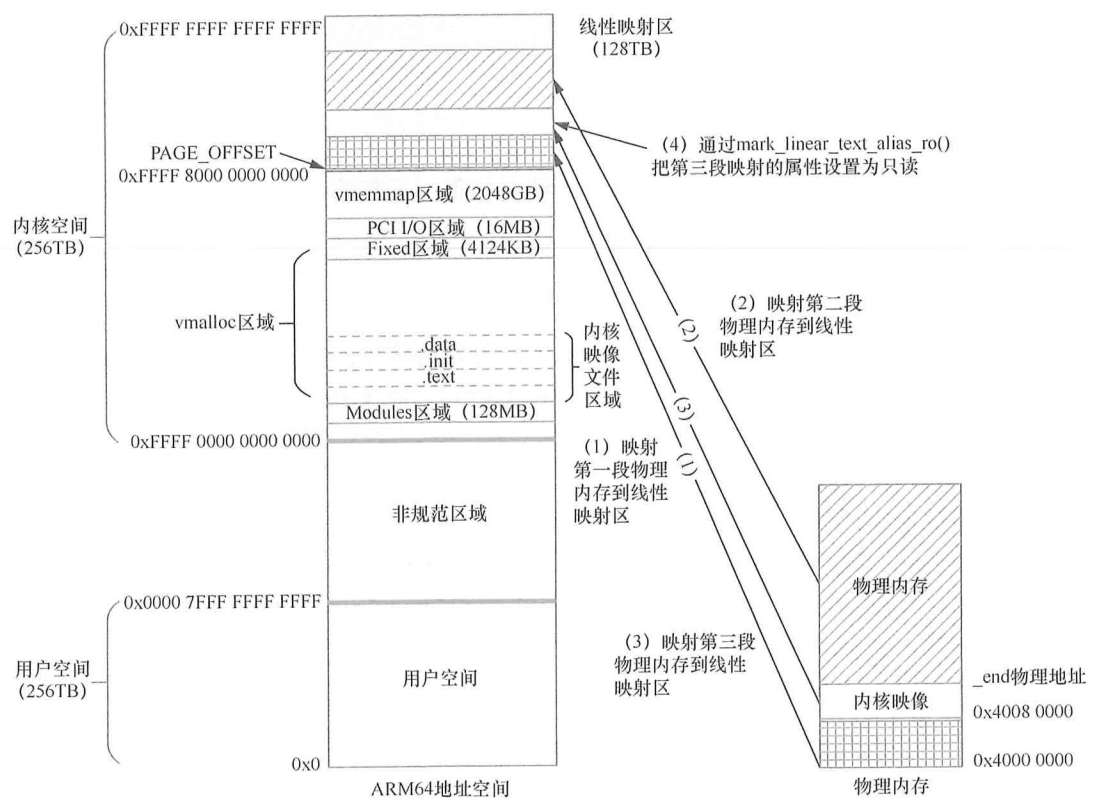 0xFFFF FFFF FFFF FFFF
线性映射区
(128TB)
(4) 通过mark_linear_text_alias_ro()
把第三段映射的属性设置为只读
PAGE_OFFSET
0xFFFF 8000 0000 0000
vmemmap区域 (2048GB)
PCI I/O区域 (16MB)
Fixed区域 (4124KB)
内核空间
(256TB)
vmalloc区域
.data
.init
.text
内核
映像
文件
区域
Modules区域 (128MB)
0xFFFF 0000 0000 0000
(2) 映射第二段
物理内存到线性
映射区
(2)
(3)
(1)
(1) 映射
第一段物理
内存到线性
映射区
非规范区域
0x0000 7FFF FFFF FFFF
用户空间
(256TB)
用户空间
(3) 映射第三段
物理内存到线性
映射区
物理内存
_end物理地址
内核映像
0x4008 0000
0x4000 0000
0x0
ARM64地址空间
物理内存